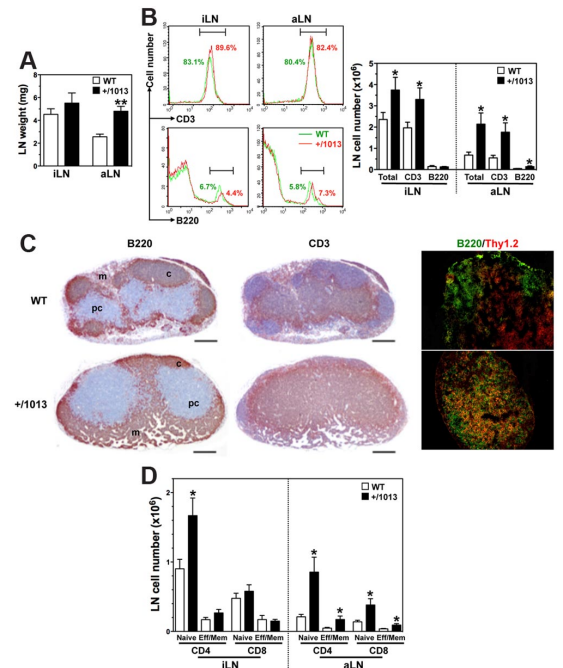 A
LN weight (mg)
8
6
4
2
0
WT
+/1013
**
iLN
aLN
B
iLN
aLN
Cell number
83.1%
89.6%
80.4%
82.4%
CD3
WT
+/1013
6.7%
4.4%
5.8%
7.3%
B220
LN cell number (x10⁶)
5
4
3
2
1
0
WT
+/1013
*
*
*
*
*
Total CD3 B220
Total CD3 B220
iLN
aLN
C
B220
CD3
B220/Thy1.2
WT
m
c
pc
+/1013
c
pc
m
D
LN cell number (x10⁶)
2
1
0
WT
+/1013
*
*
*
*
*
Naive Eff/Mem Naive Eff/Mem
Naive Eff/Mem Naive Eff/Mem
CD4
CD8
CD4
CD8
iLN
aLN